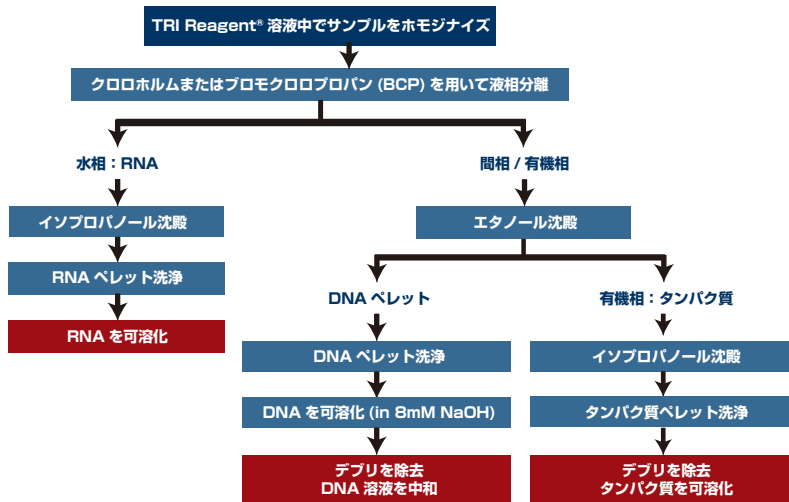 TRI Reagent® 溶液中でサンプルをホモジナイズ
クロロホルムまたはブロモクロロプロパン (BCP) を用いて液相分離
水相：RNA
間相 / 有機相
イソプロパノール沈殿
エタノール沈殿
RNA ペレット洗浄
DNA ペレット
有機相：タンパク質
RNA を可溶化
DNA ペレット洗浄
イソプロパノール沈殿
DNA を可溶化 (in 8mM NaOH)
タンパク質ペレット洗浄
デブリを除去
DNA 溶液を中和
デブリを除去
タンパク質を可溶化